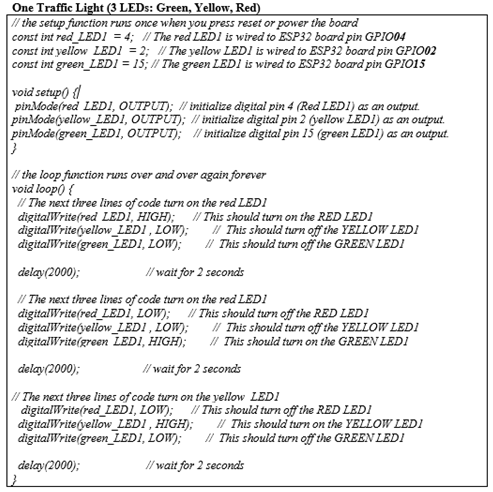 One Traffic Light (3 LEDs: Green, Yellow, Red)
// the setup function runs once when you press reset or power the board
const int red_LED1 = 4; // The red LED1 is wired to ESP32 board pin GPIO04
const int yellow_LED1 = 2; // The yellow LED1 is wired to ESP32 board pin GPIO02
const int green_LED1 = 15; // The green LED1 is wired to ESP32 board pin GPIO15
void setup() {
pinMode(red_LED1, OUTPUT); // initialize digital pin 4 (Red LED1) as an output.
pinMode(yellow_LED1, OUTPUT); // initialize digital pin 2 (yellow LED1) as an output.
pinMode(green_LED1, OUTPUT); // initialize digital pin 15 (green LED1) as an output.
}
// the loop function runs over and over again forever
void loop() {
// The next three lines of code turn on the red LED1
digitalWrite(red_LED1, HIGH); // This should turn on the RED LED1
digitalWrite(yellow_LED1 , LOW); // This should turn off the YELLOW LED1
digitalWrite(green_LED1, LOW); // This should turn off the GREEN LED1
delay(2000); // wait for 2 seconds
// The next three lines of code turn on the red LED1
digitalWrite(red_LED1, LOW); // This should turn off the RED LED1
digitalWrite(yellow_LED1 , LOW); // This should turn off the YELLOW LED1
digitalWrite(green_LED1, HIGH); // This should turn on the GREEN LED1
delay(2000); // wait for 2 seconds
// The next three lines of code turn on the yellow_LED1
digitalWrite(red_LED1, LOW); // This should turn off the RED LED1
digitalWrite(yellow_LED1 , HIGH); // This should turn on the YELLOW LED1
digitalWrite(green_LED1, LOW); // This should turn off the GREEN LED1
delay(2000); // wait for 2 seconds
}